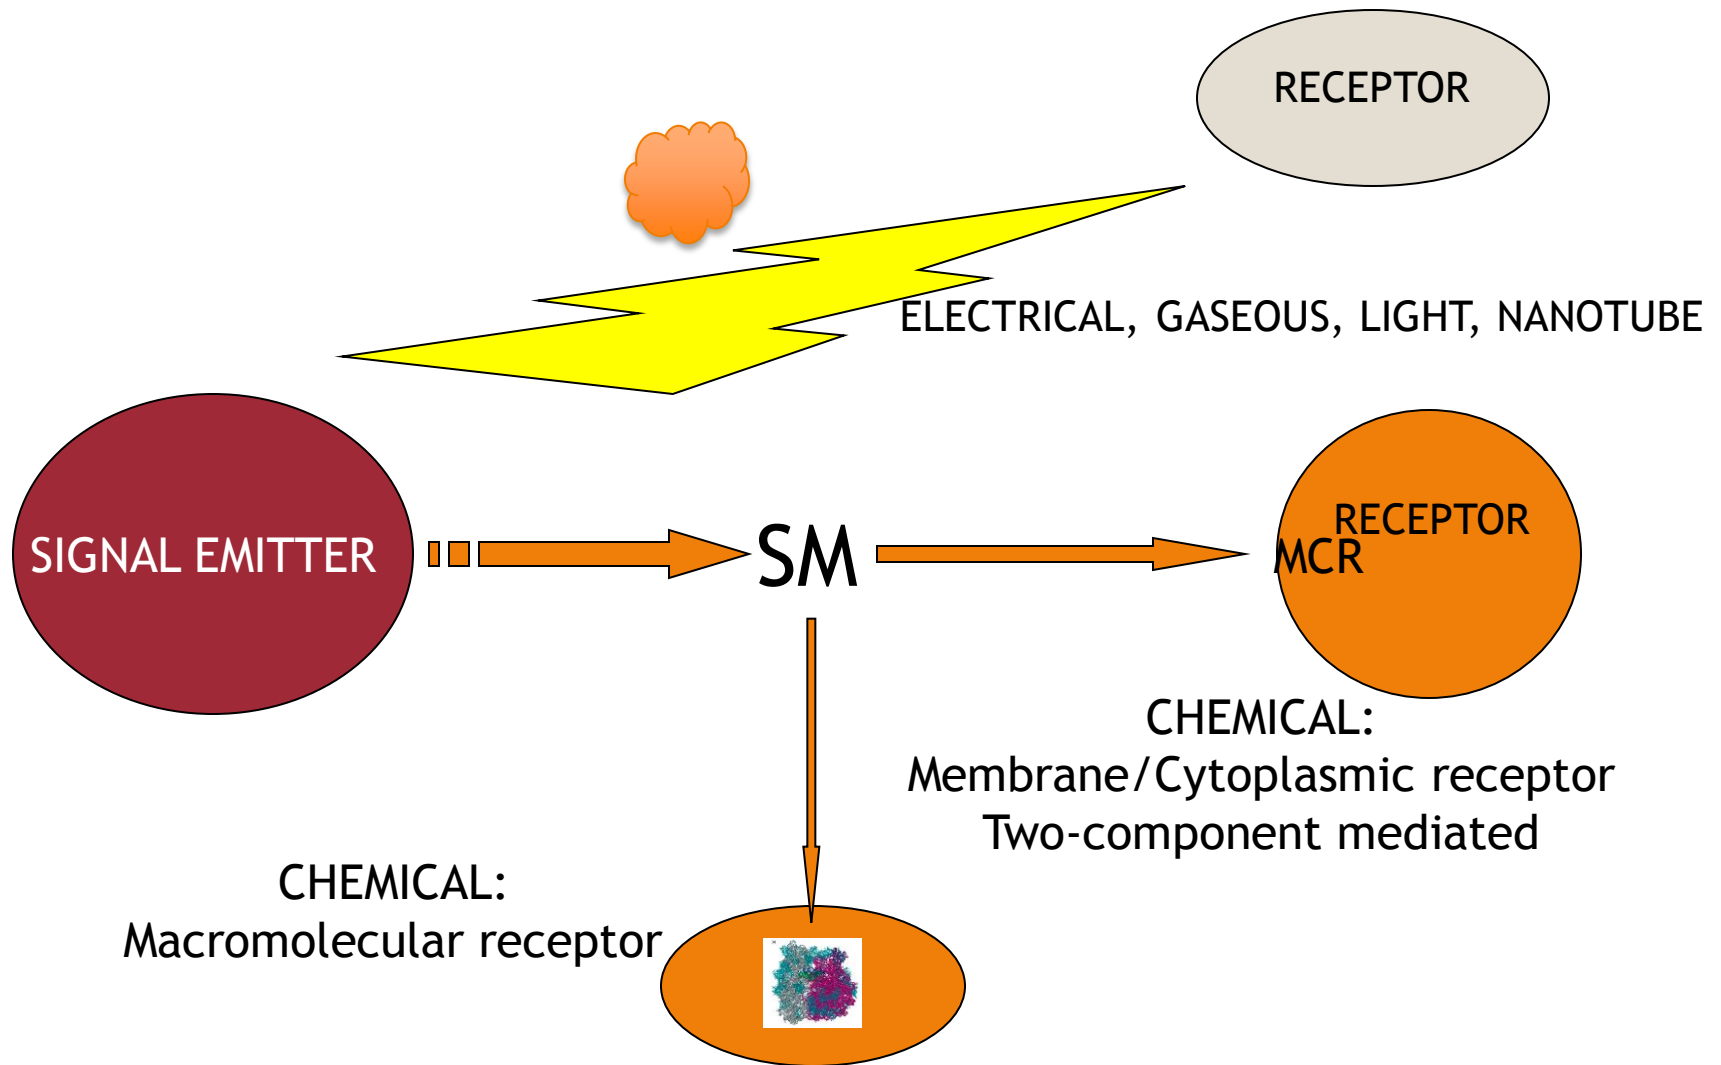 RECEPTOR
ELECTRICAL, GASEOUS, LIGHT, NANOTUBE
SIGNAL EMITTER
SM
RECEPTOR
MCR
CHEMICAL:
Membrane/Cytoplasmic receptor
Two-component mediated
CHEMICAL:
Macromolecular receptor